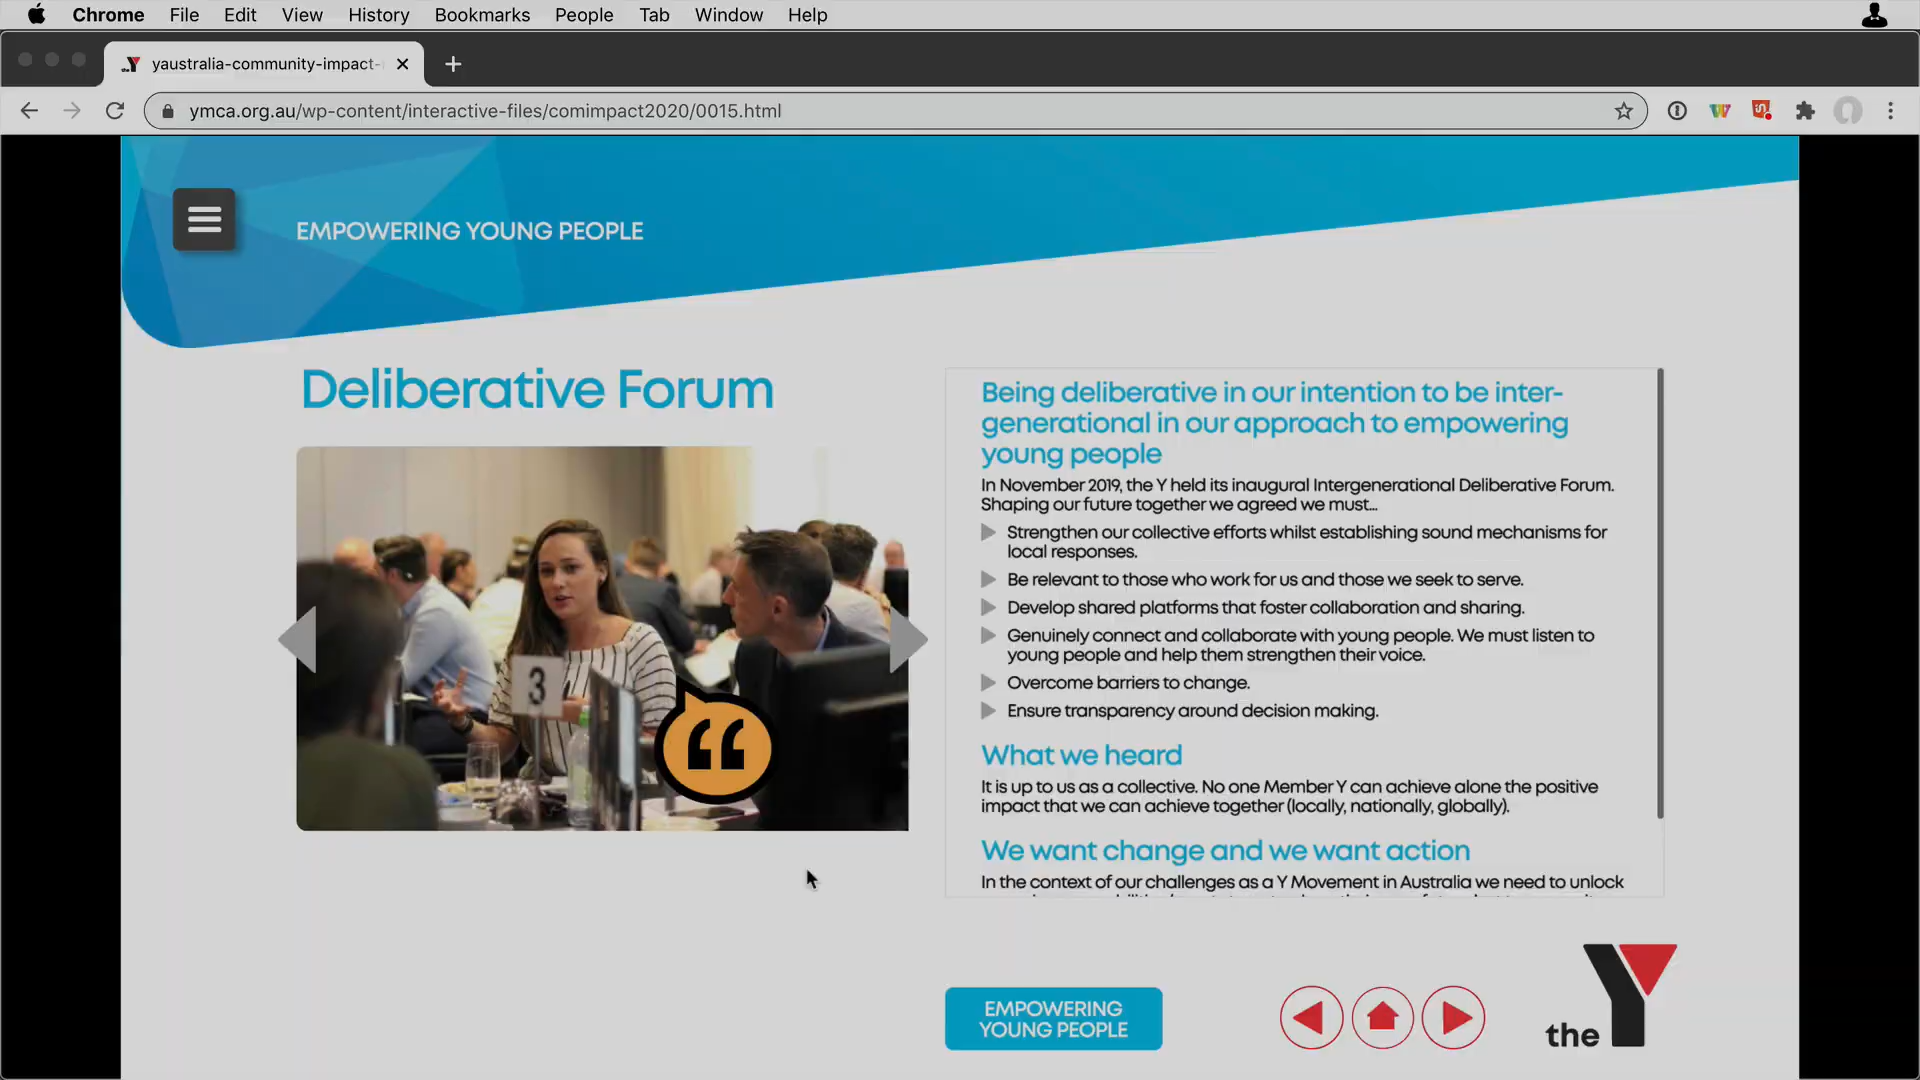 Chrome File Edit View History Bookmarks People Tab Window Help
yaustralia-community-impact-
ymca.org.au/wp-content/interactive-files/comimpact2020/0015.html
EMPOWERING YOUNG PEOPLE
Deliberative Forum
3
Being deliberative in our intention to be inter-
generational in our approach to empowering
young people
In November 2019, the Y held its inaugural Intergenerational Deliberative Forum.
Shaping our future together we agreed we must...
Strengthen our collective efforts whilst establishing sound mechanisms for
local responses.
Be relevant to those who work for us and those we seek to serve.
Develop shared platforms that foster collaboration and sharing.
Genuinely connect and collaborate with young people. We must listen to
young people and help them strengthen their voice.
Overcome barriers to change.
Ensure transparency around decision making.
What we heard
It is up to us as a collective. No one Member Y can achieve alone the positive
impact that we can achieve together (locally, nationally, globally).
We want change and we want action
In the context of our challenges as a Y Movement in Australia we need to unlock
EMPOWERING
YOUNG PEOPLE
the Y